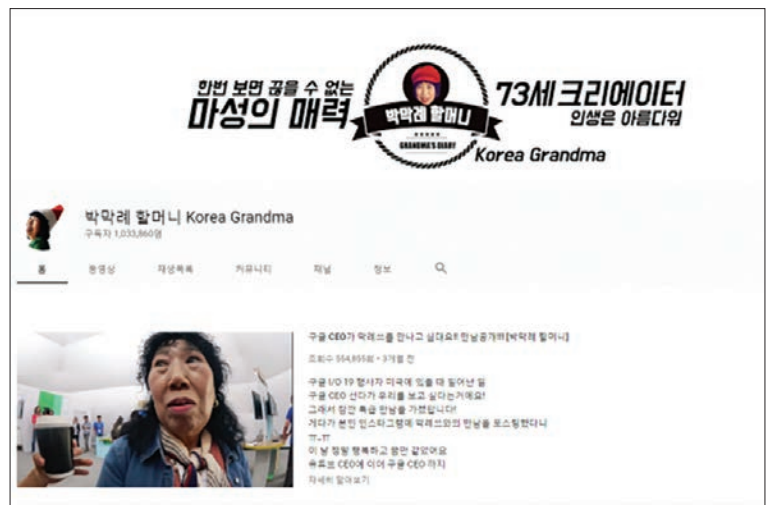 한번 보면 끊을 수 없는
마성의 매력
박막례 할머니
GRANDMA'S DIARY
73세 크리에이터
인생은 아름다워
Korea Grandma
박막례 할머니 Korea Grandma
구독자 1,033,860명
홈 동영상 재생목록 커뮤니티 채널 정보
구글 CEO가 막례쓰를 만나고 싶대요!! 만남공개!!![박막례 할머니]
조회수 554,895회 • 3개월 전
구글 I/O 19 행사차 미국에 있을 때 일어난 일
구글 CEO 선다가 우리를 보고 싶다는거에요!
그래서 잠깐 특급 만남을 가졌답니다!
게다가 본인 인스타그램에 막례쓰와의 만남을 포스팅했다니
ㅠ_ㅠ
이 날 정말 행복하고 꿈만 같았어요
유튜브 CEO에 이어 구글 CEO 까지
자세히 알아보기